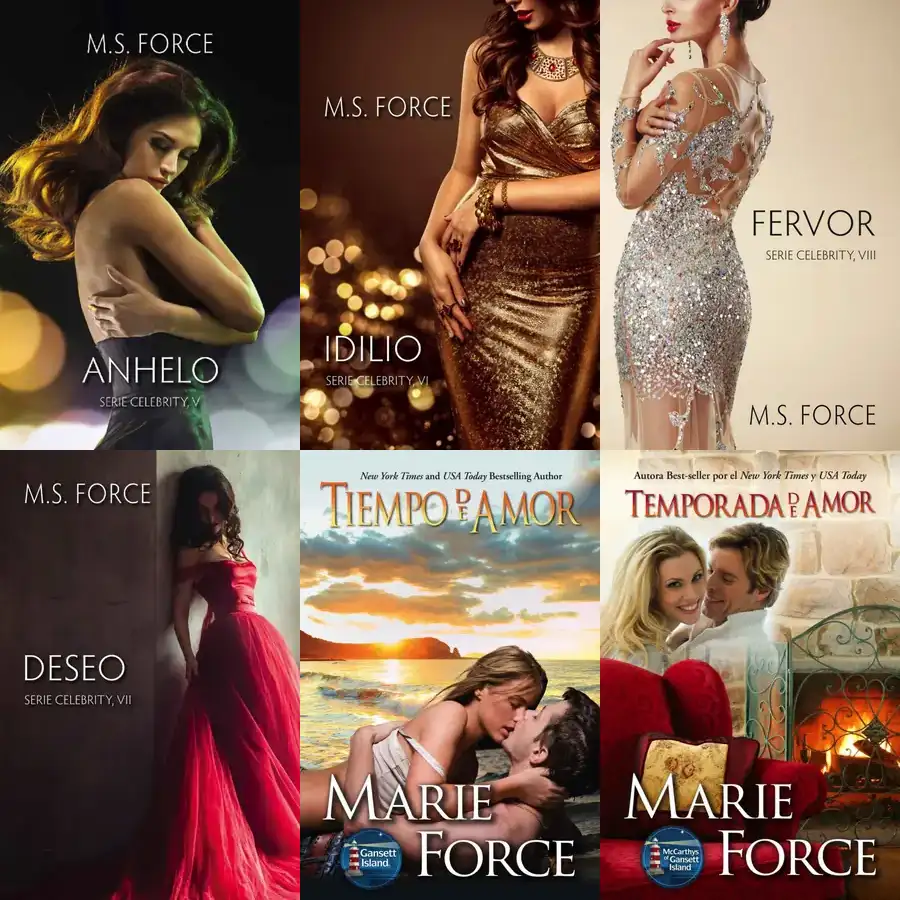 M.S. FORCE
ANHELO
SERIE CELEBRITY, V
M.S. FORCE
IDILIO
SERIE CELEBRITY, VI
FERVOR
SERIE CELEBRITY, VIII
M.S. FORCE
M.S. FORCE
DESEO
SERIE CELEBRITY, VII
New York Times and USA Today Bestselling Author
TIEMPO DE AMOR
MARIE
FORCE
Gansett
Island
Autora Best-seller por el New York Times y USA Today
TEMPORADA DE AMOR
MARIE
FORCE
McCarthys
of Gansett
Island